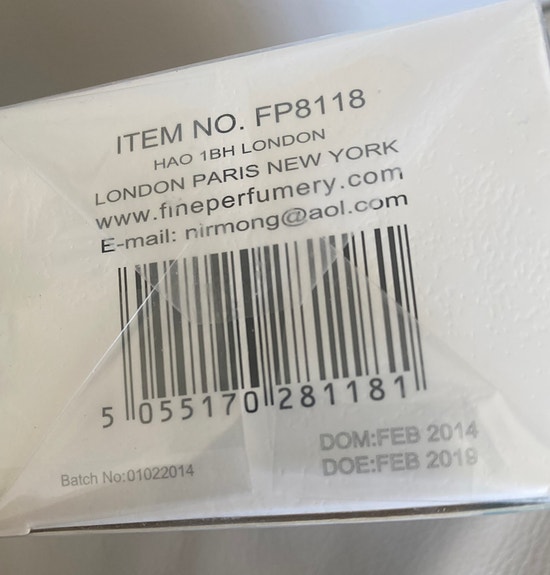 ITEM NO. FP8118
HAO 1BH LONDON
LONDON PARIS NEW YORK
www.fineperfumery.com
E-mail: nirmong@aol.com
5 055170 281181
DOM:FEB 2014
DOE:FEB 2019
Batch No:01022014